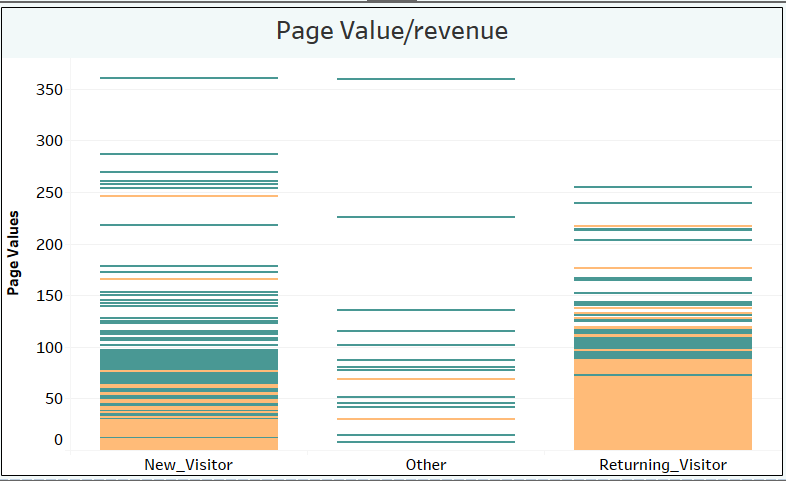 Page Value/revenue
Page Values
350
300
250
200
150
100
50
0
New_Visitor
Other
Returning_Visitor